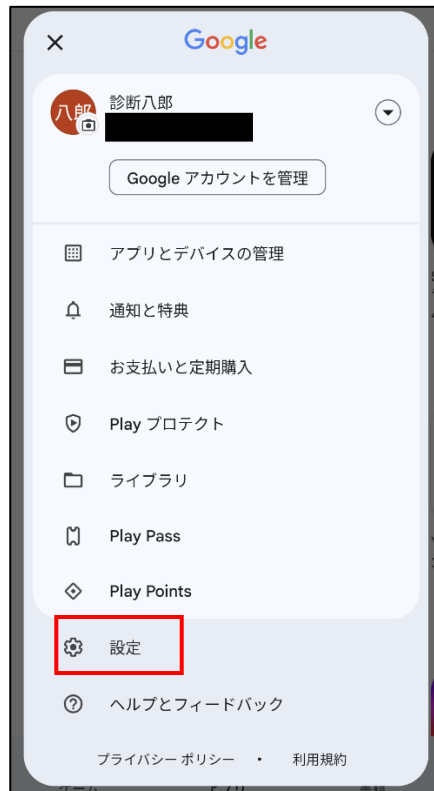 Google
八郎
診断八郎
Google アカウントを管理
アプリとデバイスの管理
通知と特典
お支払いと定期購入
Play プロテクト
ライブラリ
Play Pass
Play Points
設定
ヘルプとフィードバック
プライバシー ポリシー ・ 利用規約